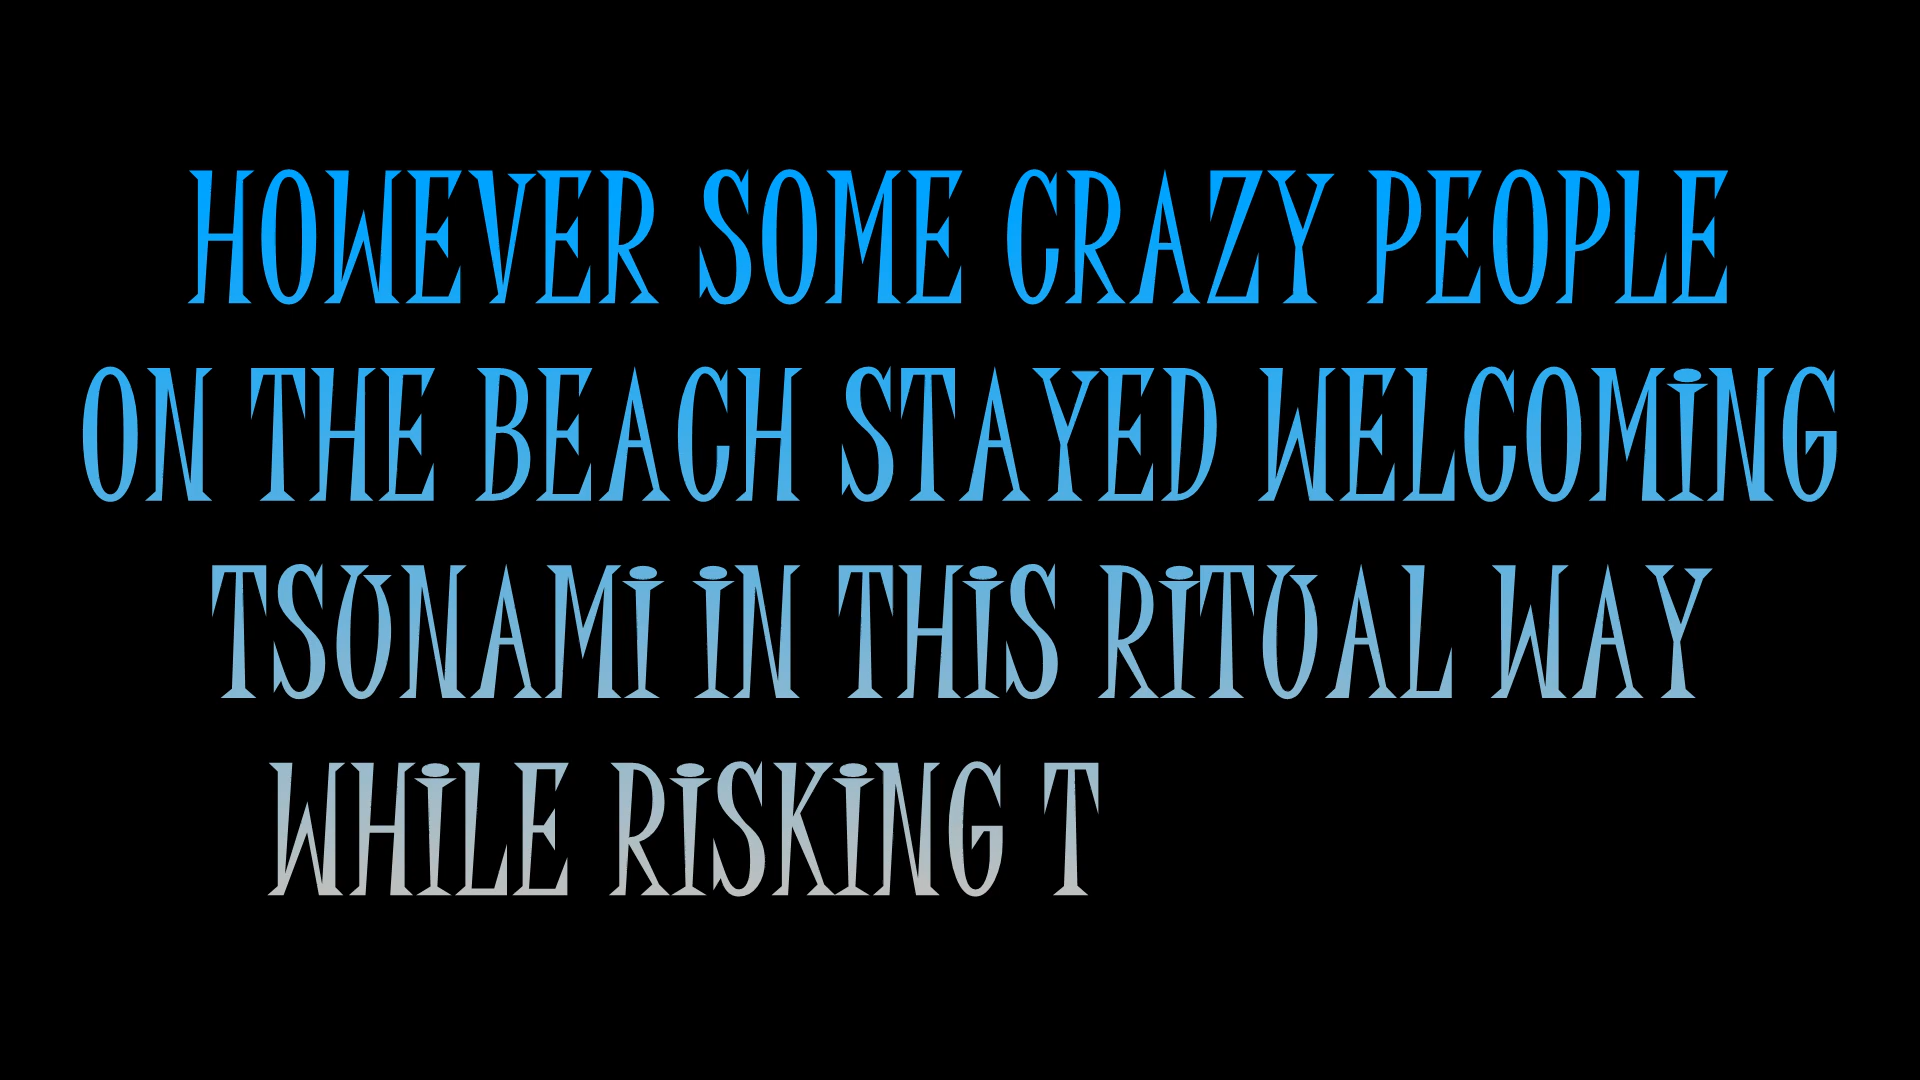 HOWEVER SOME CRAZY PEOPLE
ON THE BEACH STAYED WELCOMING
TSUNAMI IN THIS RITUAL WAY
WHILE RISKING T